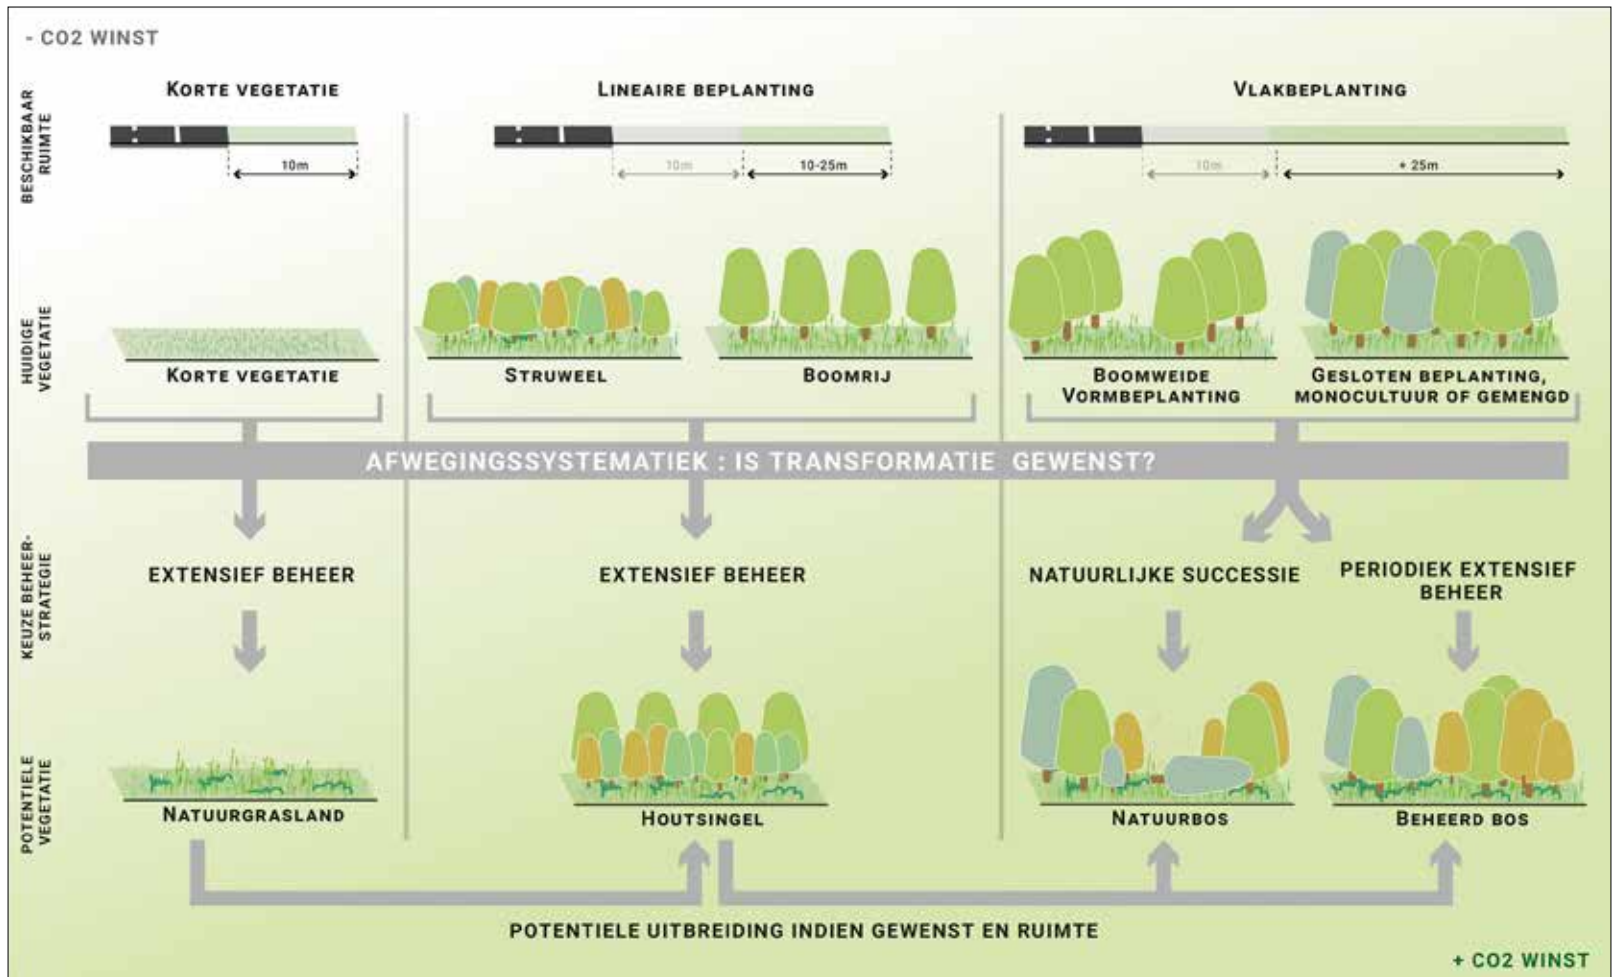 - CO2 WINST
BESCHIKBAAR
RUIMTE
KORTE VEGETATIE
LINEAIRE BEPLANTING
VLAKBEPLANTING
10m
10m
10-25m
10m
+ 25m
HUIDIGE
VEGETATIE
KORTE VEGETATIE
STRUWEEL
BOOMRIJ
BOOMWEIDE
VORMBEPLANTING
GESLOTEN BEPLANTING,
MONOCULTUUR OF GEMENGD
AFWEGINGSSYSTEMATIEK : IS TRANSFORMATIE GEWENST?
KEUZE BEHEER-
STRATEGIE
EXTENSIEF BEHEER
EXTENSIEF BEHEER
NATUURLIJKE SUCCESSIE
PERIODIEK EXTENSIEF
BEHEER
POTENTIELE
VEGETATIE
NATUURGRASLAND
HOUTSINGEL
NATUURBOS
BEHEERD BOS
POTENTIELE UITBREIDING INDIEN GEWENST EN RUIMTE
+ CO2 WINST